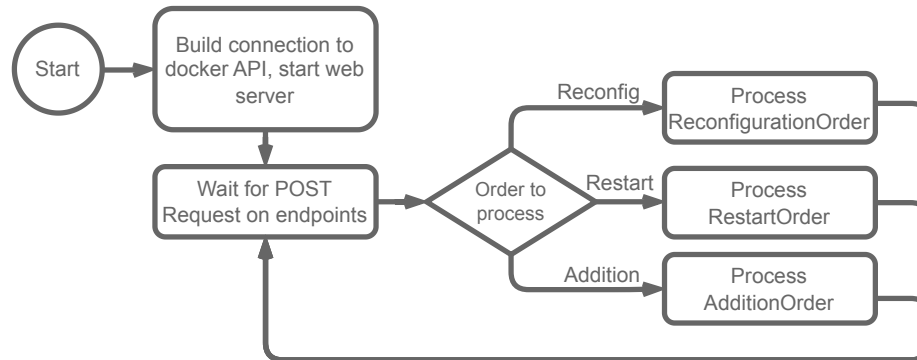 Start
Build connection to
docker API, start web
server
Wait for POST
Request on endpoints
Order to
process
Reconfig
Process
ReconfigurationOrder
Restart
Process
RestartOrder
Addition
Process
AdditionOrder